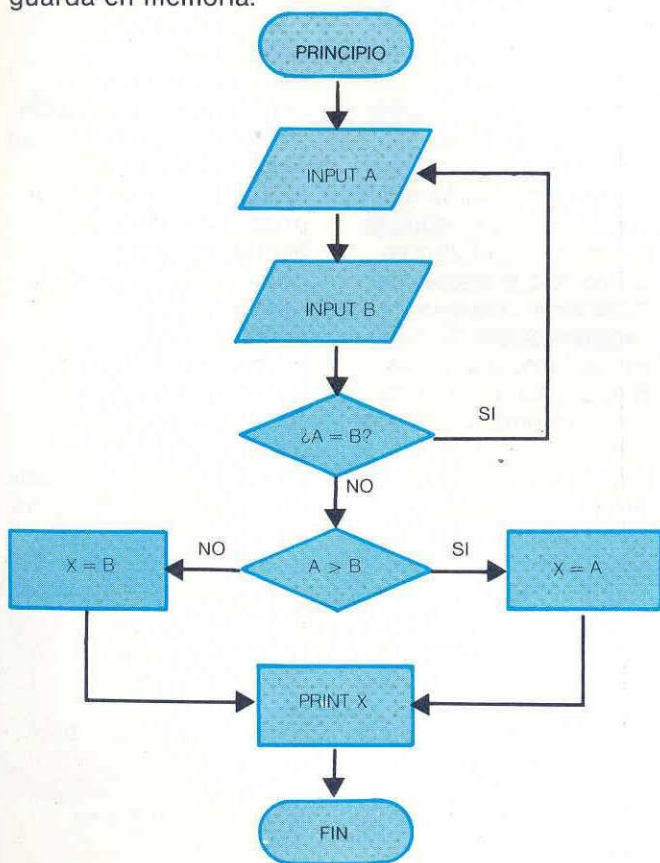 guarda en memoria.
PRINCIPIO
INPUT A
INPUT B
¿A = B?
SI
NO
X = B
NO
A > B
SI
X = A
PRINT X
FIN